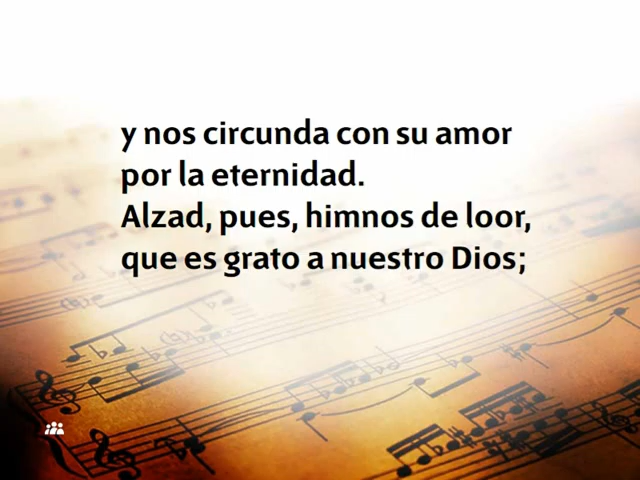 y nos circunda con su amor
por la eternidad.
Alzad, pues, himnos de loor,
que es grato a nuestro Dios;